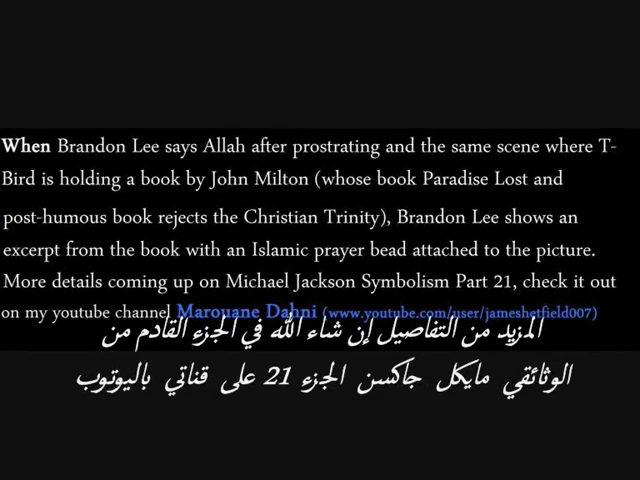 When Brandon Lee says Allah after prostrating and the same scene where T-
Bird is holding a book by John Milton (whose book Paradise Lost and
post-humous book rejects the Christian Trinity), Brandon Lee shows an
excerpt from the book with an Islamic prayer bead attached to the picture.
More details coming up on Michael Jackson Symbolism Part 21, check it out
on my youtube channel Marouane Dahni (www.youtube.com/user/jameshetfield007)
المزيد من التفاصيل إن شاء الله في الجزء القادم من
الوثائقي مايكل جاكسن الجزء 21 على قناتي باليوتوب